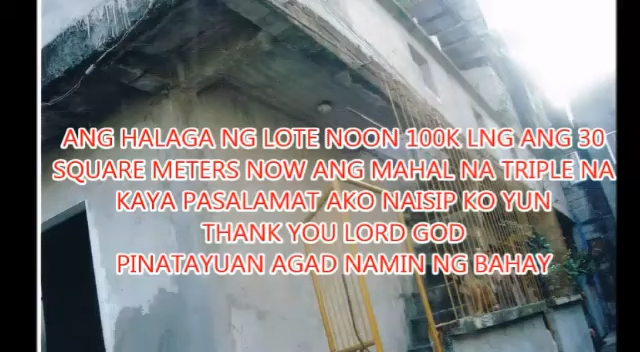 ANG HALAGA NG LOTE NOON 100K LNG ANG 30
SQUARE METERS NOW ANG MAHAL NA TRIPLE NA
KAYA PASALAMAT AKO NAISIP KO YUN
THANK YOU LORD GOD
PINATAYUAN AGAD NAMIN NG BAHAY